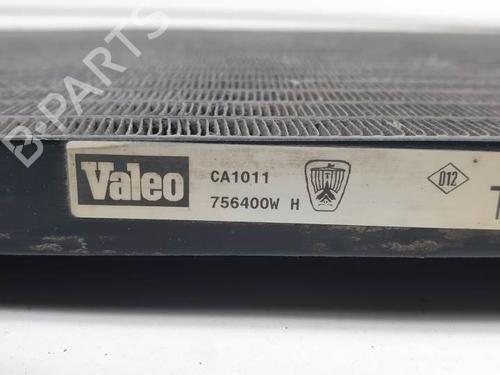 B-PARTS
Valeo
CA1011
756400W H
012